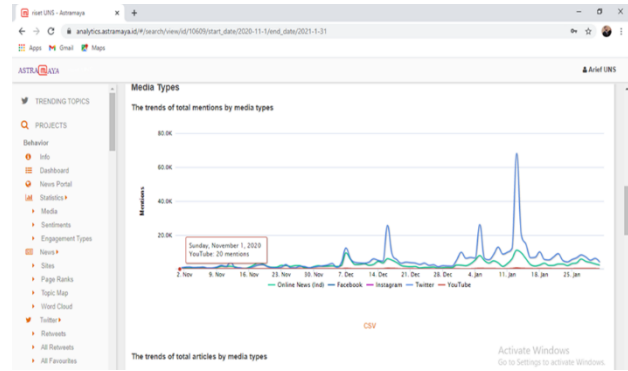 riset UNS - Astramaya
analytics.astramaya.id/#/search/view/id/10609/start_date/2020-11-1/end_date/2021-1-31
Apps Gmail Maps
ASTRAMAYA
Arief UNS
TRENDING TOPICS
PROJECTS
Behavior
Info
Dashboard
News Portal
Statistics
Media
Sentiments
Engagement Types
News
Sites
Page Ranks
Topic Map
Word Cloud
Twitter
Retweets
All Retweets
All Favourites
Media Types
The trends of total mentions by media types
80.0K
60.0K
40.0K
20.0K
Mentions
Sunday, November 1, 2020
YouTube: 20 mentions
2. Nov 9. Nov 16. Nov 23. Nov 30. Nov 7. Dec 14. Dec 21. Dec 28. Dec 4. Jan 11. Jan 18. Jan 25. Jan
Online News (Ind) Facebook Instagram Twitter YouTube
CSV
The trends of total articles by media types
Activate Windows
Go to Settings to activate Windows.